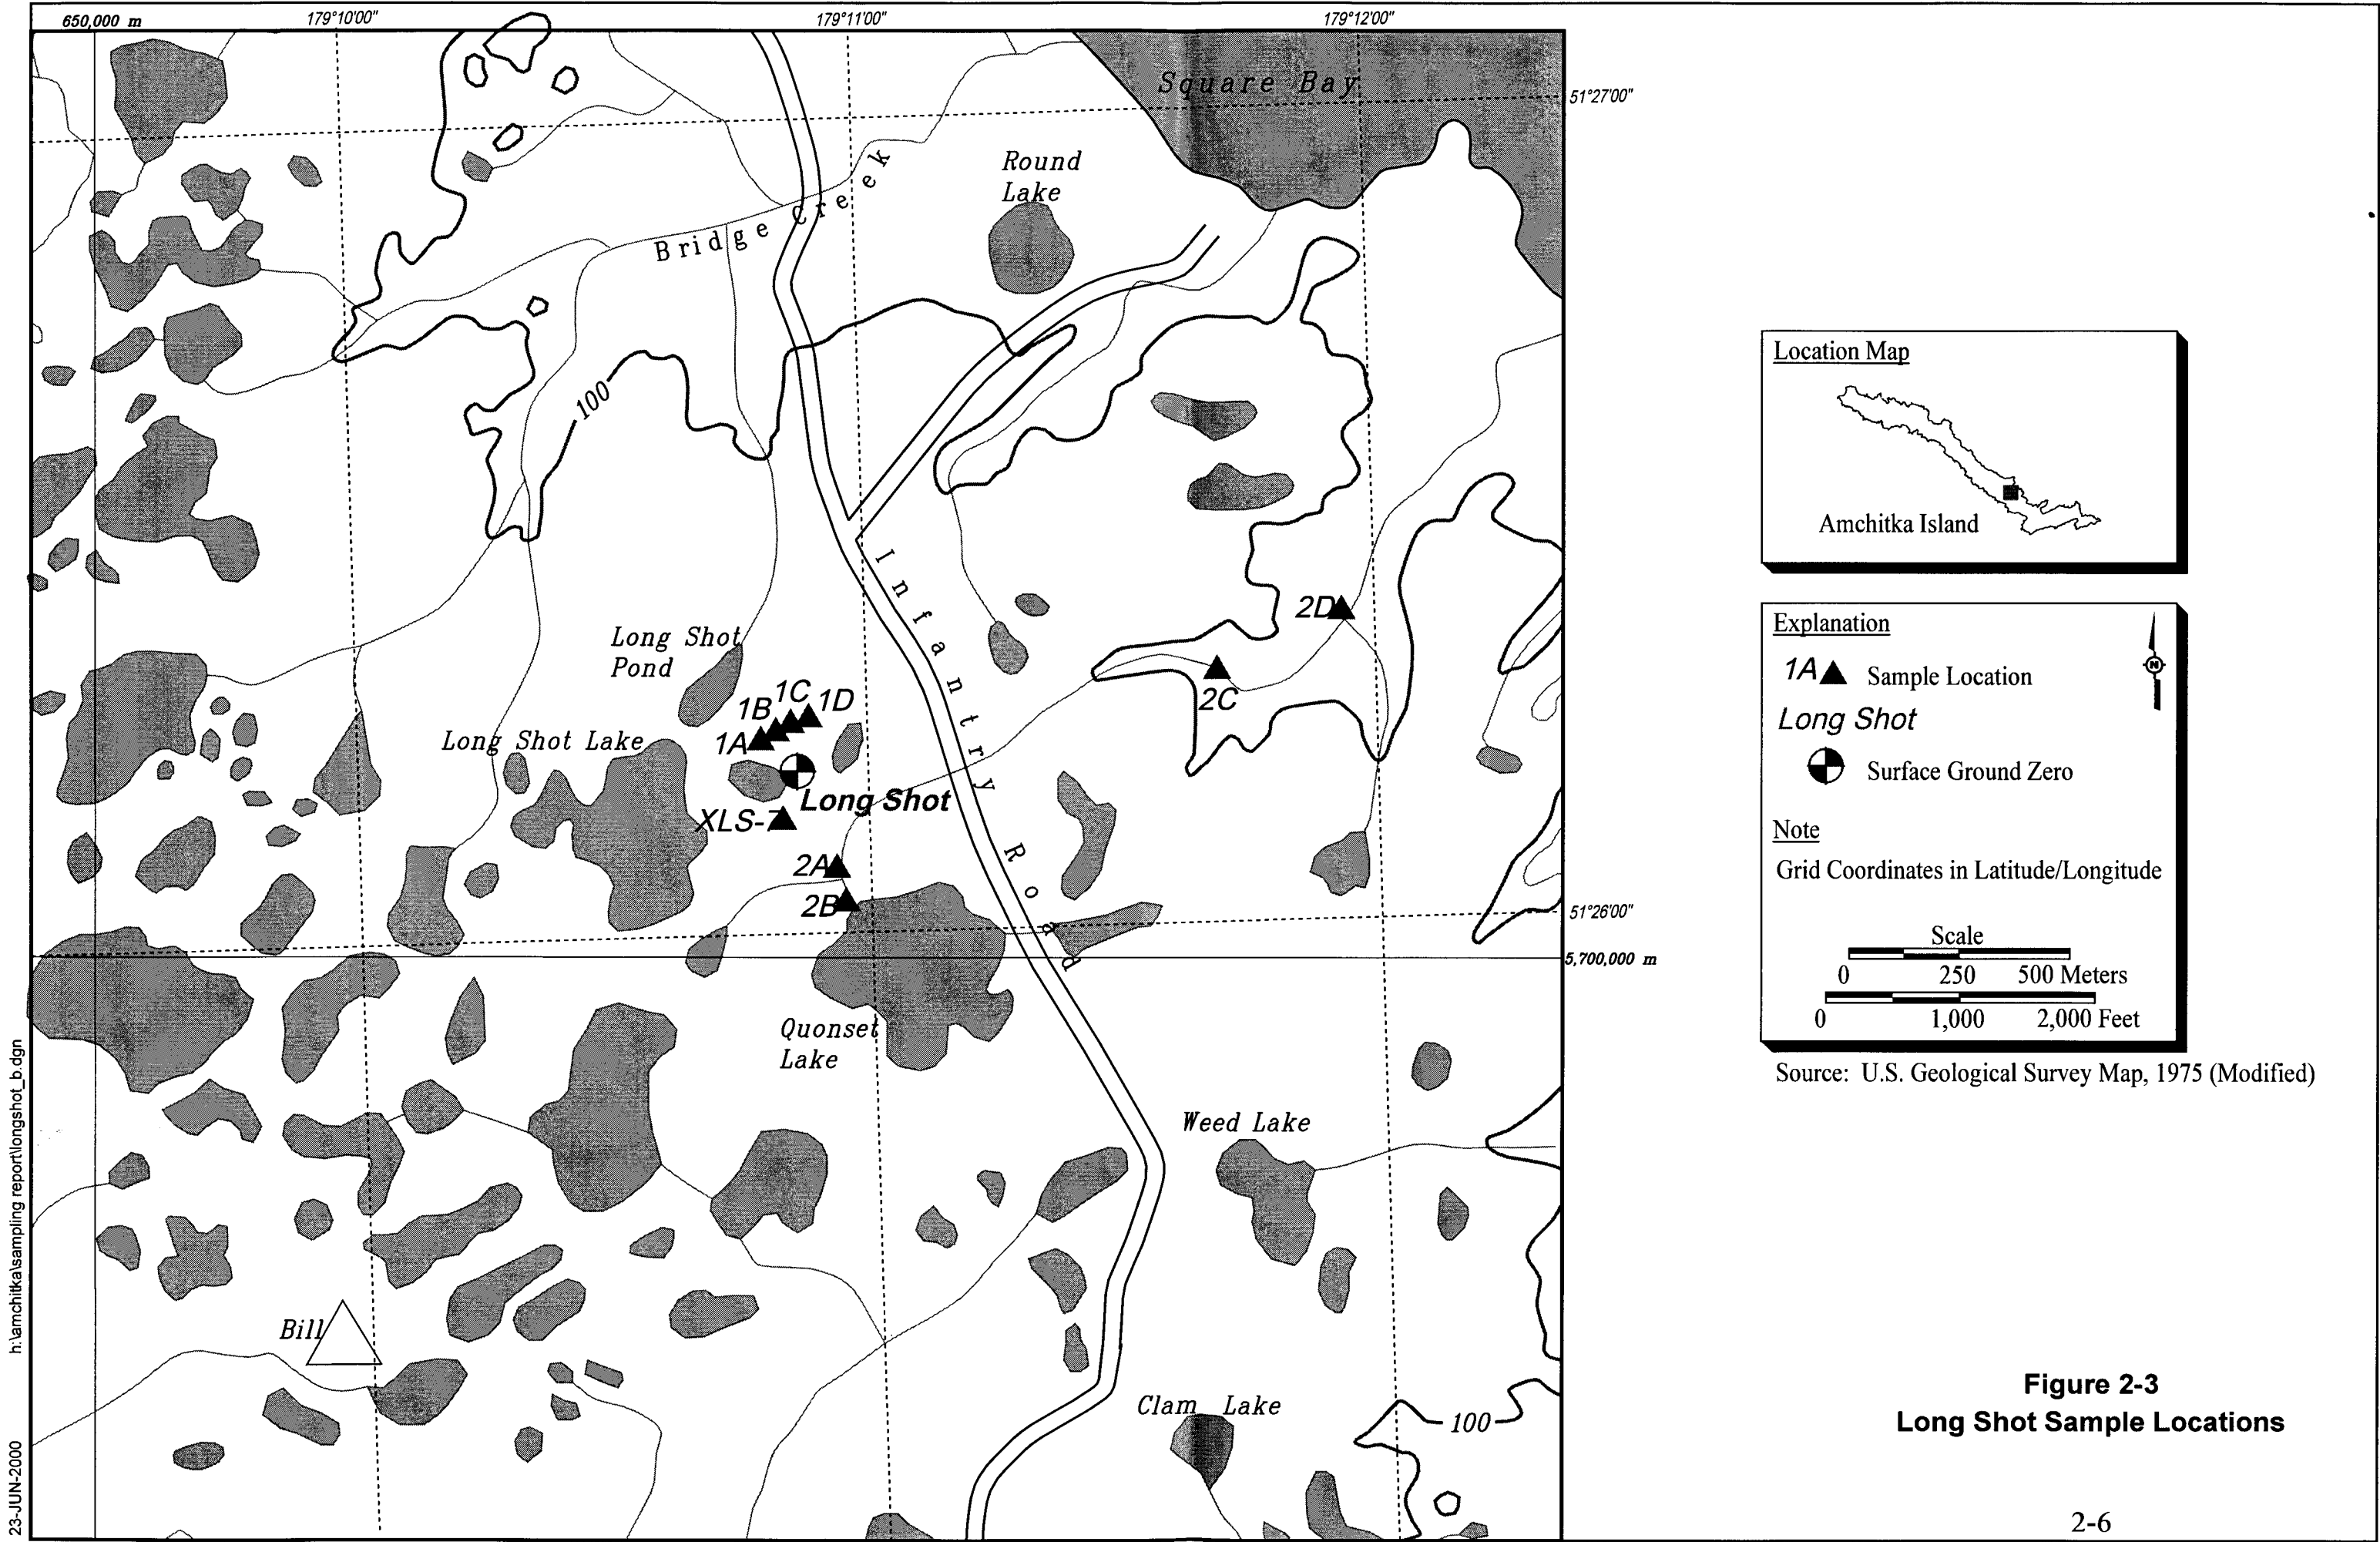 650,000 m
179°10'00"
179°11'00"
179°12'00"
Square Bay
51°27'00"
Round
Lake
Bridge Creek
100
Infantry Road
Long Shot
Pond
1A
1B
1C
1D
Long Shot Lake
Long Shot
XLS-7
2A
2B
2C
2D
51°26'00"
5,700,000 m
Quonset
Lake
Weed Lake
Bill
Clam Lake
100
Location Map
Amchitka Island
Explanation
1A Sample Location
N
Long Shot
Surface Ground Zero
Note
Grid Coordinates in Latitude/Longitude
Scale
0 250 500 Meters
0 1,000 2,000 Feet
Source: U.S. Geological Survey Map, 1975 (Modified)
Figure 2-3
Long Shot Sample Locations
2-6
h:\amchitka\sampling report\longshot_b.dgn
23-JUN-2000